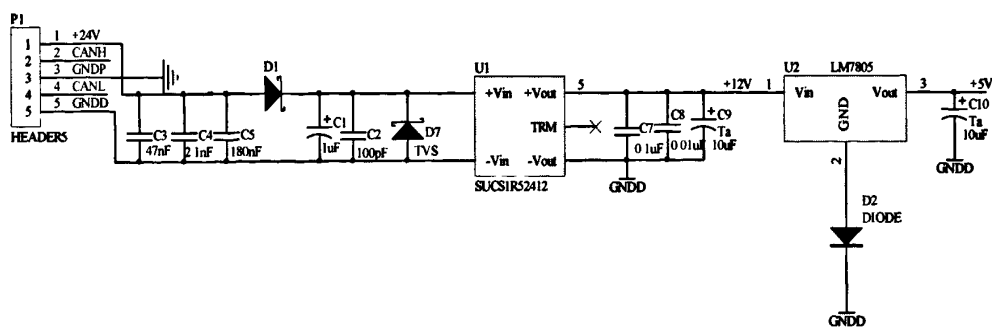 P1
1 1 +24V
2 2 CANH
3 3 GNDP
4 4 CANL
5 5 GNDD
HEADER5
C3
47nF
C4
2 1nF
C5
180nF
D1
+ C1
1uF
C2
100pF
D7
TVS
U1
+Vin +Vout 5
TRM
-Vin -Vout
SUCS1R52412
C7
0 1uF
C8
0 01uF
+ C9
Ta
10uF
GNDD
+12V
U2 LM7805
1 Vin Vout 3
GND
2
+5V
+ C10
Ta
10uF
GNDD
D2
DIODE
GNDD